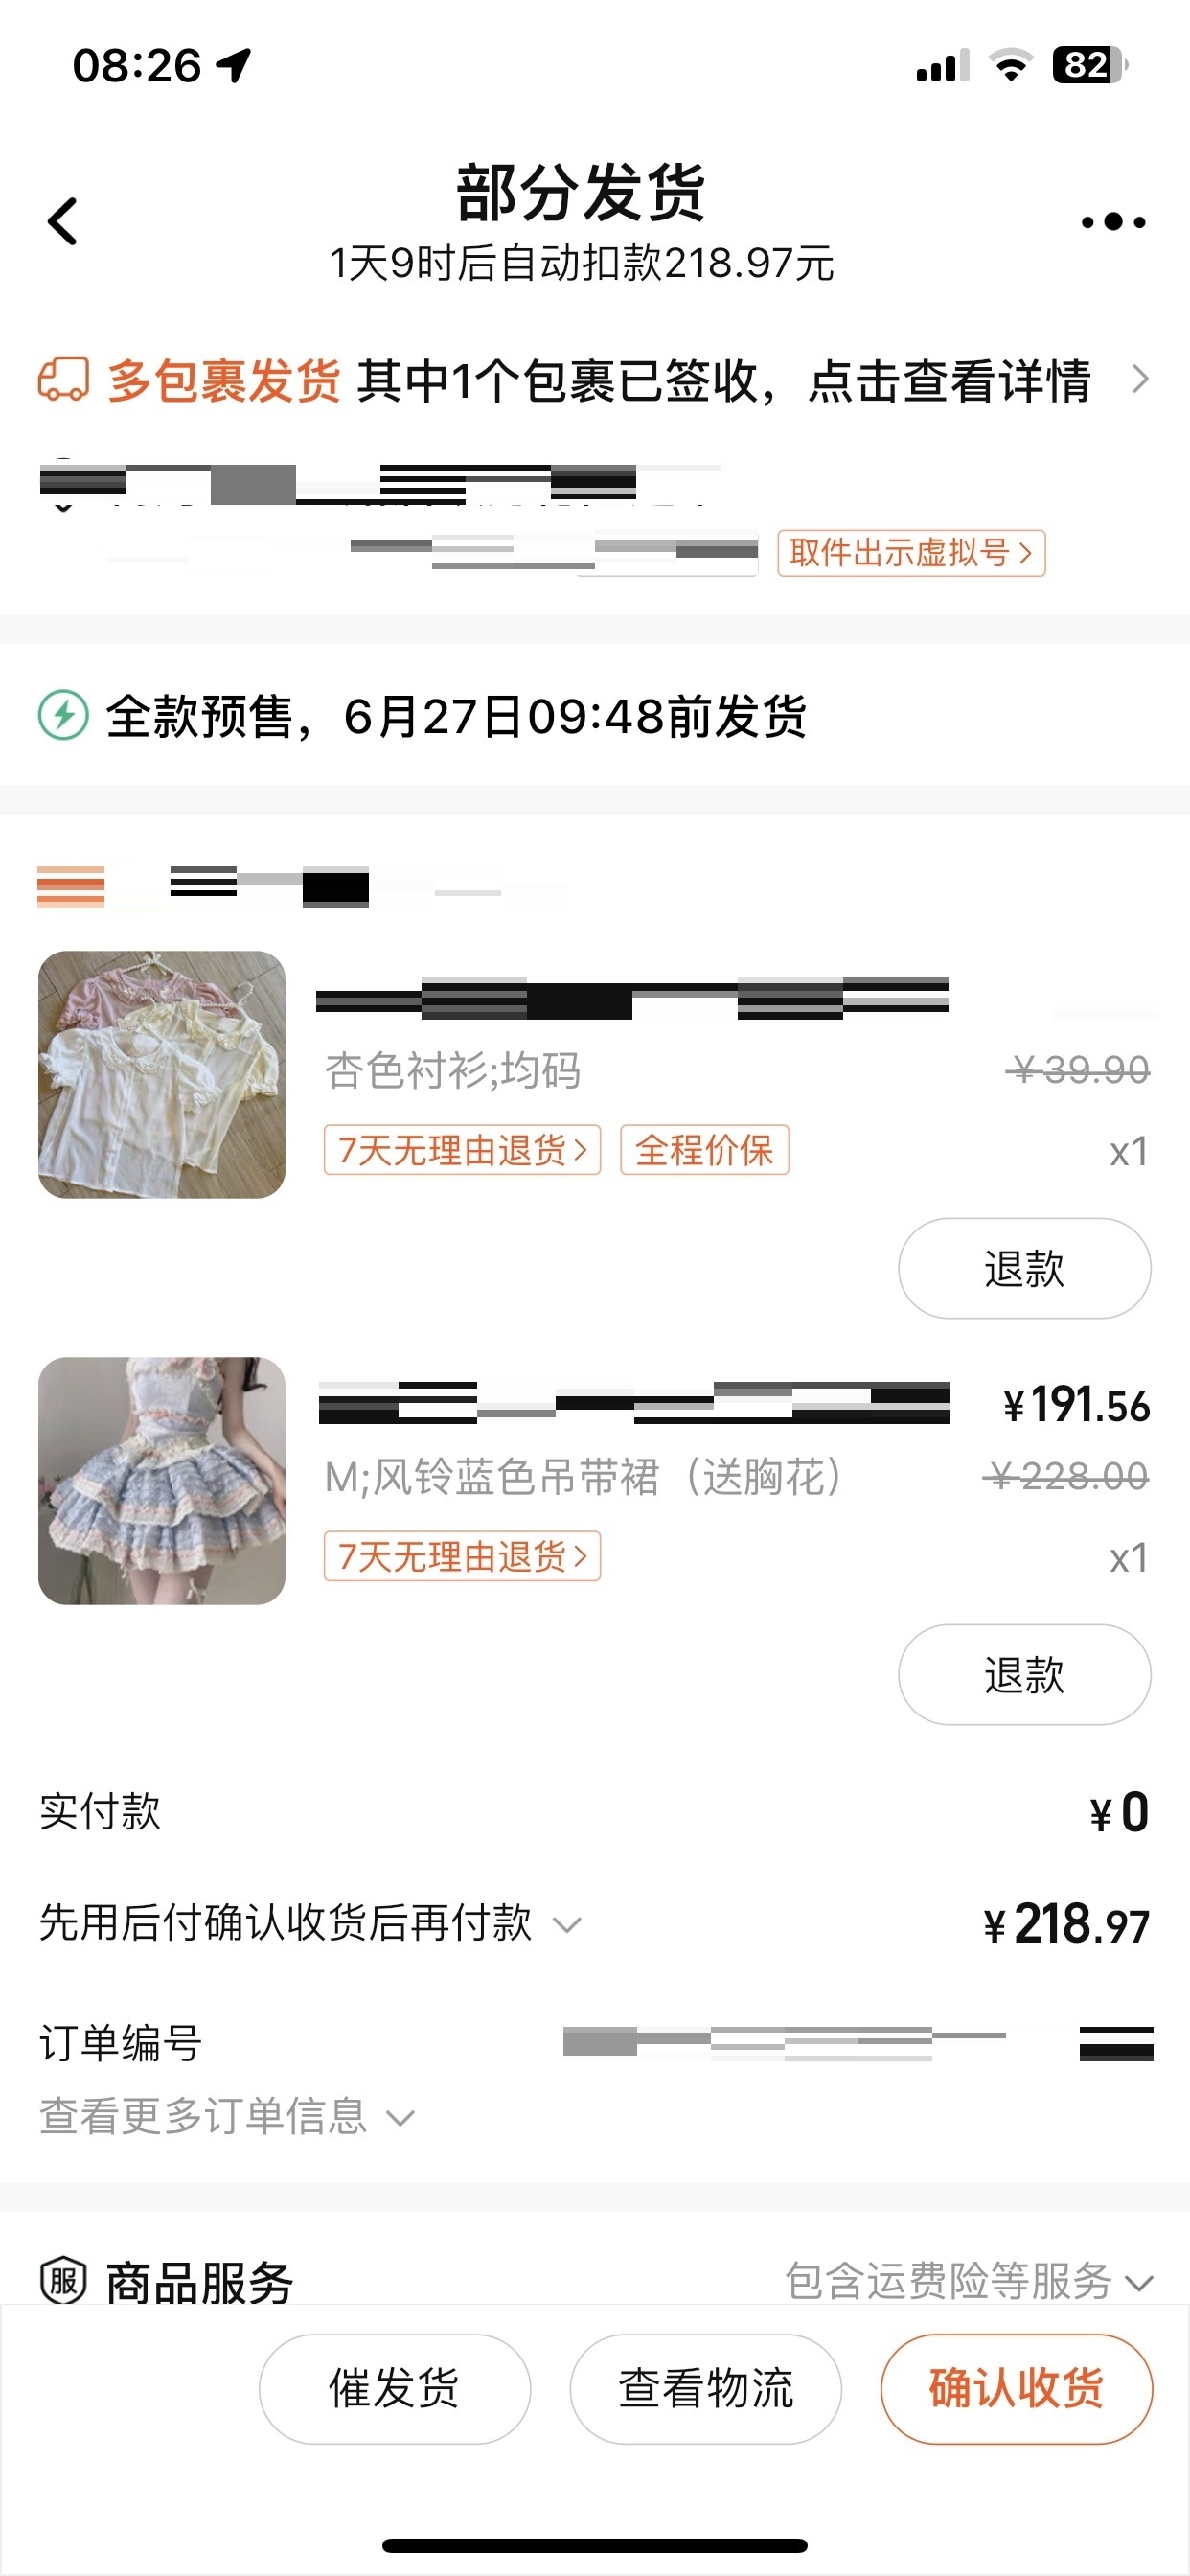 08:26
82
部分发货
1天9时后自动扣款218.97元
多包裹发货 其中1个包裹已签收，点击查看详情
取件出示虚拟号
全款预售，6月27日09:48前发货
杏色衬衫;均码 ¥39.90
7天无理由退货 全程价保 x1
退款
¥191.56
M;风铃蓝色吊带裙（送胸花） ¥228.00
7天无理由退货 x1
退款
实付款 ¥0
先用后付确认收货后再付款 ¥218.97
订单编号
查看更多订单信息
服 商品服务 包含运费险等服务
催发货 查看物流 确认收货